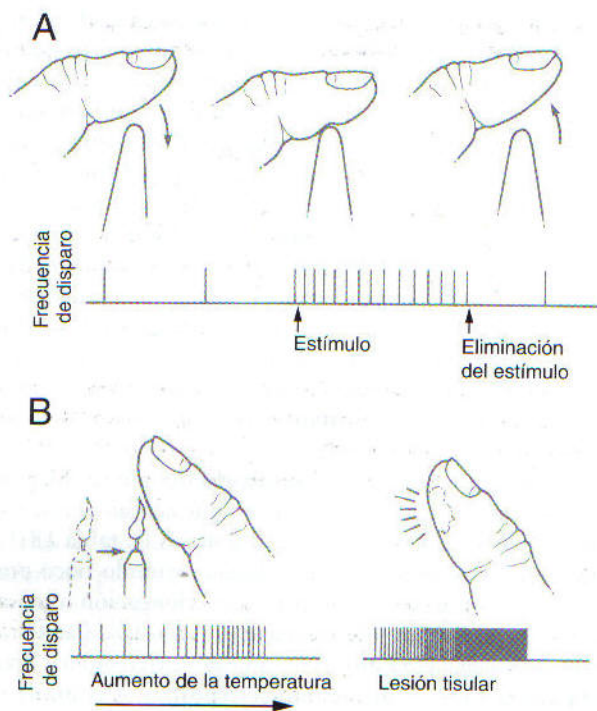 A
Frecuencia
de disparo
Estímulo
Eliminación
del estímulo
B
Frecuencia
de disparo
Aumento de la temperatura
Lesión tisular